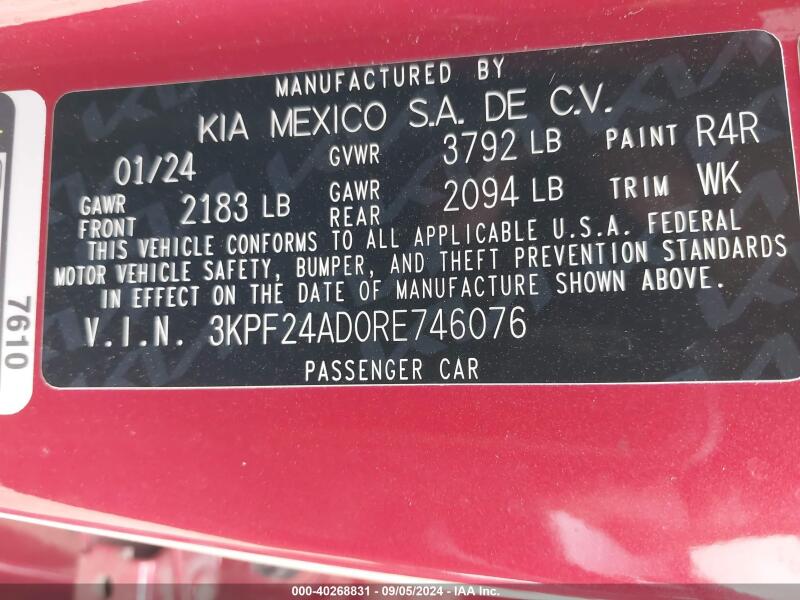 MANUFACTURED BY
KIA MEXICO S.A. DE C.V.
01/24 GVWR 3792 LB PAINT R4R
GAWR FRONT 2183 LB GAWR REAR 2094 LB TRIM WK
THIS VEHICLE CONFORMS TO ALL APPLICABLE U.S.A. FEDERAL
MOTOR VEHICLE SAFETY, BUMPER, AND THEFT PREVENTION STANDARDS
IN EFFECT ON THE DATE OF MANUFACTURE SHOWN ABOVE.
V.I.N. 3KPF24AD0RE746076
PASSENGER CAR
7610
000-40268831 - 09/05/2024 - IAA Inc.